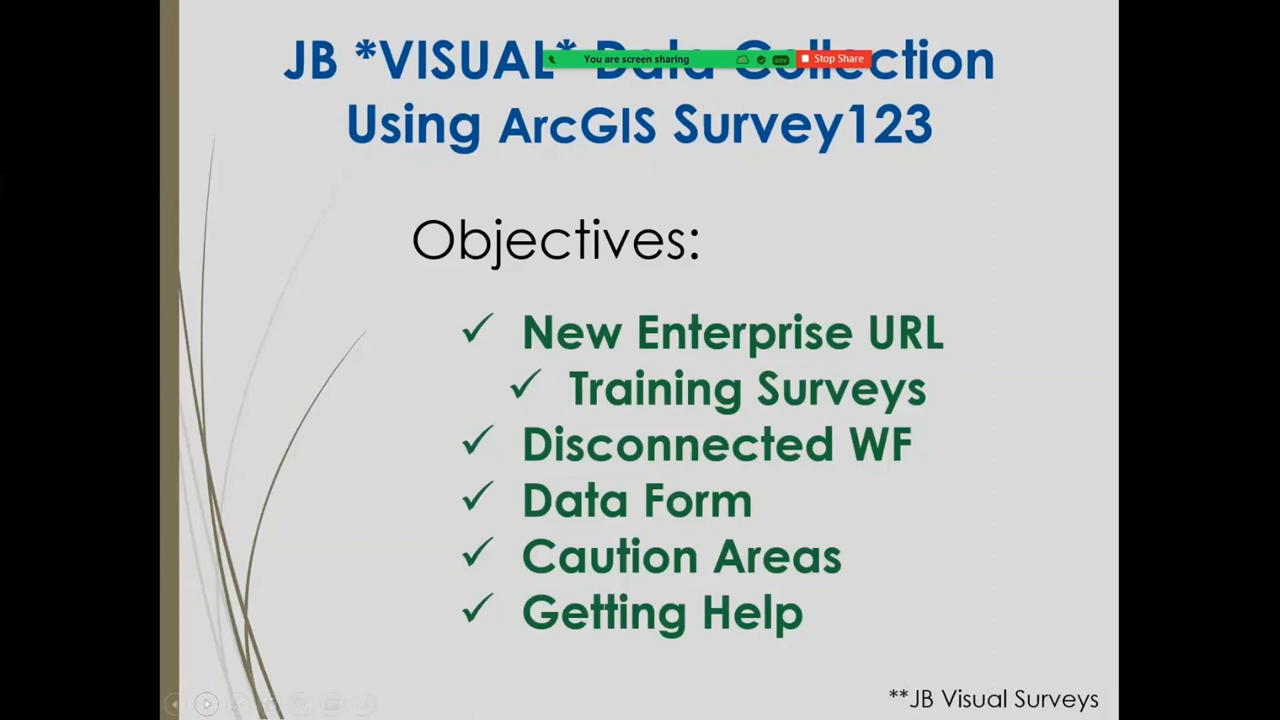 JB *VISUAL* Data Collection
You are screen sharing
Stop Share
Using ArcGIS Survey123
Objectives:
✓ New Enterprise URL
✓ Training Surveys
✓ Disconnected WF
✓ Data Form
✓ Caution Areas
✓ Getting Help
**JB Visual Surveys